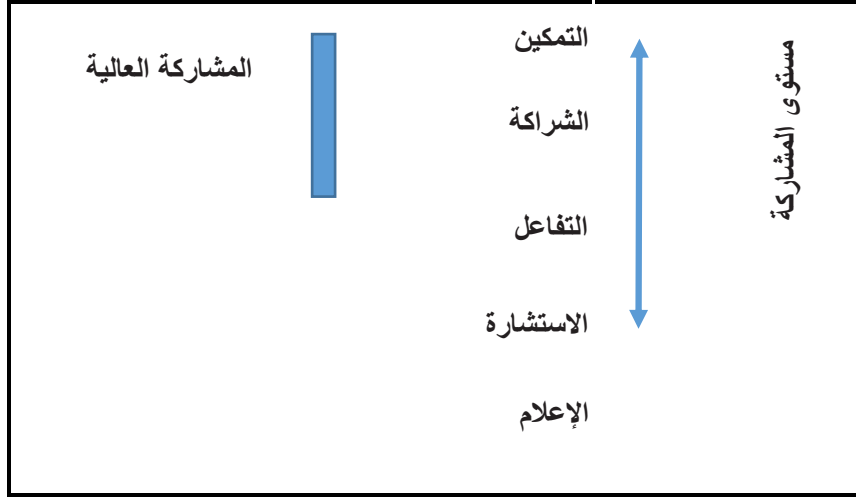 مستوى المشاركة
التمكين
المشاركة العالية
الشراكة
التفاعل
الاستشارة
الإعلام